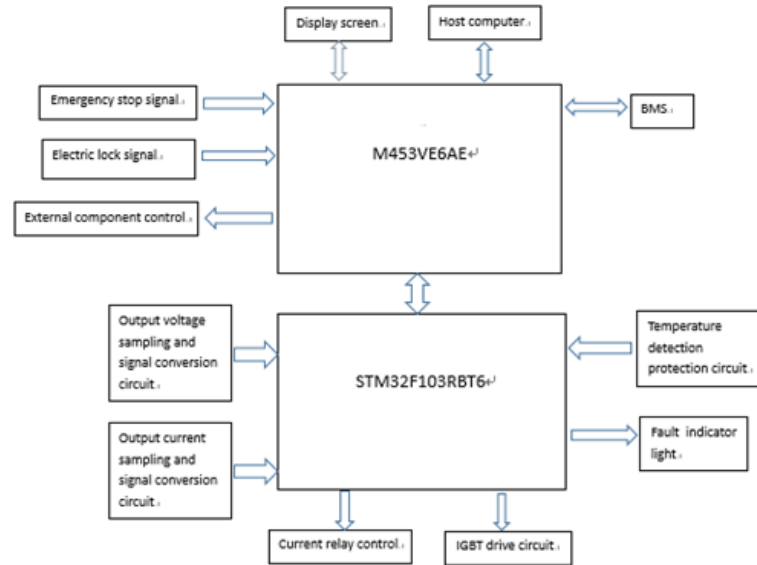 Display screen
Host computer
Emergency stop signal
BMS
M453VE6AE
Electric lock signal
External component control
Output voltage
sampling and
signal conversion
circuit
Temperature
detection
protection circuit
STM32F103RBT6
Output current
sampling and
signal conversion
circuit
Fault indicator
light
Current relay control
IGBT drive circuit